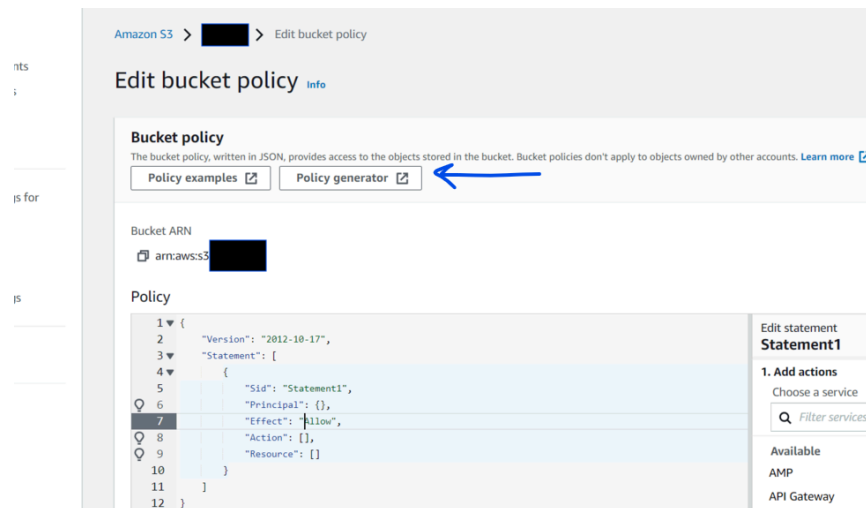 Amazon S3 > > Edit bucket policy
nts
s
gs for
gs
Edit bucket policy Info
Bucket policy
The bucket policy, written in JSON, provides access to the objects stored in the bucket. Bucket policies don't apply to objects owned by other accounts. Learn more
Policy examples Policy generator
Bucket ARN
arn:aws:s3
Policy
1 {
2 "Version": "2012-10-17",
3 "Statement": [
4 {
5 "Sid": "Statement1",
6 "Principal": {},
7 "Effect": "Allow",
8 "Action": [],
9 "Resource": []
10 }
11 ]
12 }
Edit statement
Statement1
1. Add actions
Choose a service
Filter services
Available
AMP
API Gateway